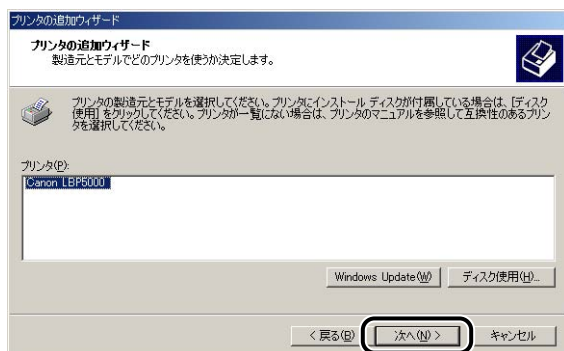 プリンタの追加ウィザード
プリンタの追加ウィザード
製造元とモデルでどのプリンタを使うか決定します。
プリンタの製造元とモデルを選択してください。プリンタにインストール ディスクが付属している場合は、[ディスク
使用] をクリックしてください。プリンタが一覧にない場合は、プリンタのマニュアルを参照して互換性のあるプリン
タを選択してください。
プリンタ(P):
Canon LBP5000
Windows Update(W)
ディスク使用(H)...
< 戻る(B)
次へ(N) >
キャンセル